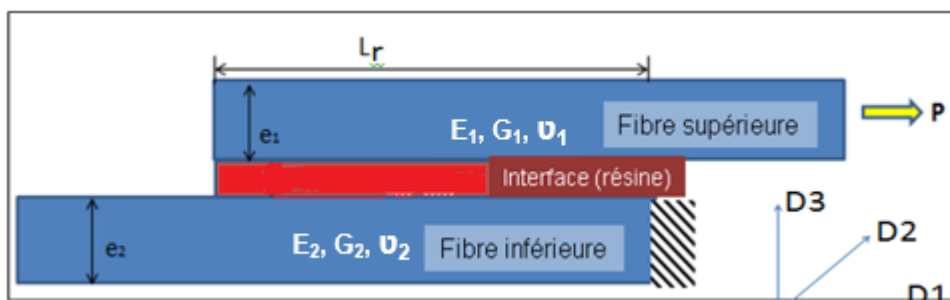 Lr
e₁
E₁, G₁, υ₁
Fibre supérieure
P
Interface (résine)
e₂
E₂, G₂, υ₂
Fibre inférieure
D3
D2
D1